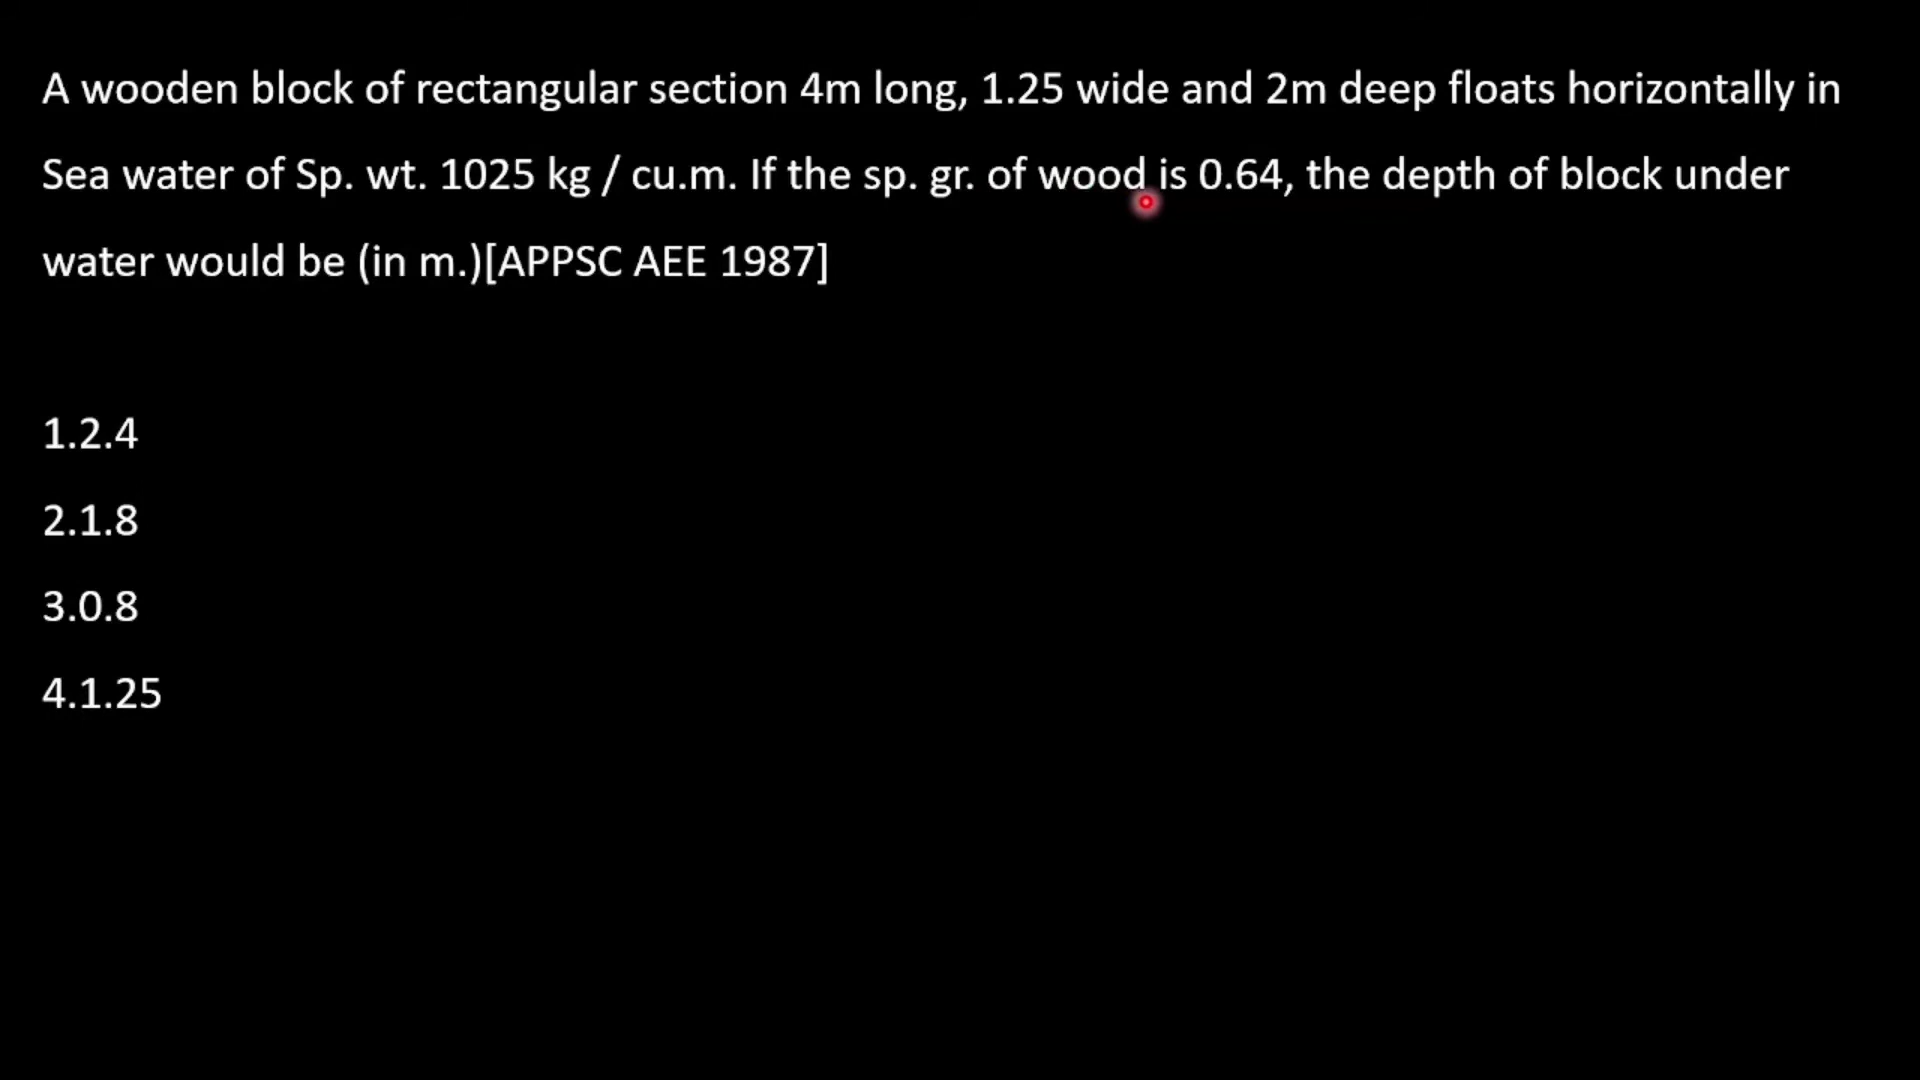 A wooden block of rectangular section 4m long, 1.25 wide and 2m deep floats horizontally in
Sea water of Sp. wt. 1025 kg / cu.m. If the sp. gr. of wood is 0.64, the depth of block under
water would be (in m.)[APPSC AEE 1987]
1.2.4
2.1.8
3.0.8
4.1.25